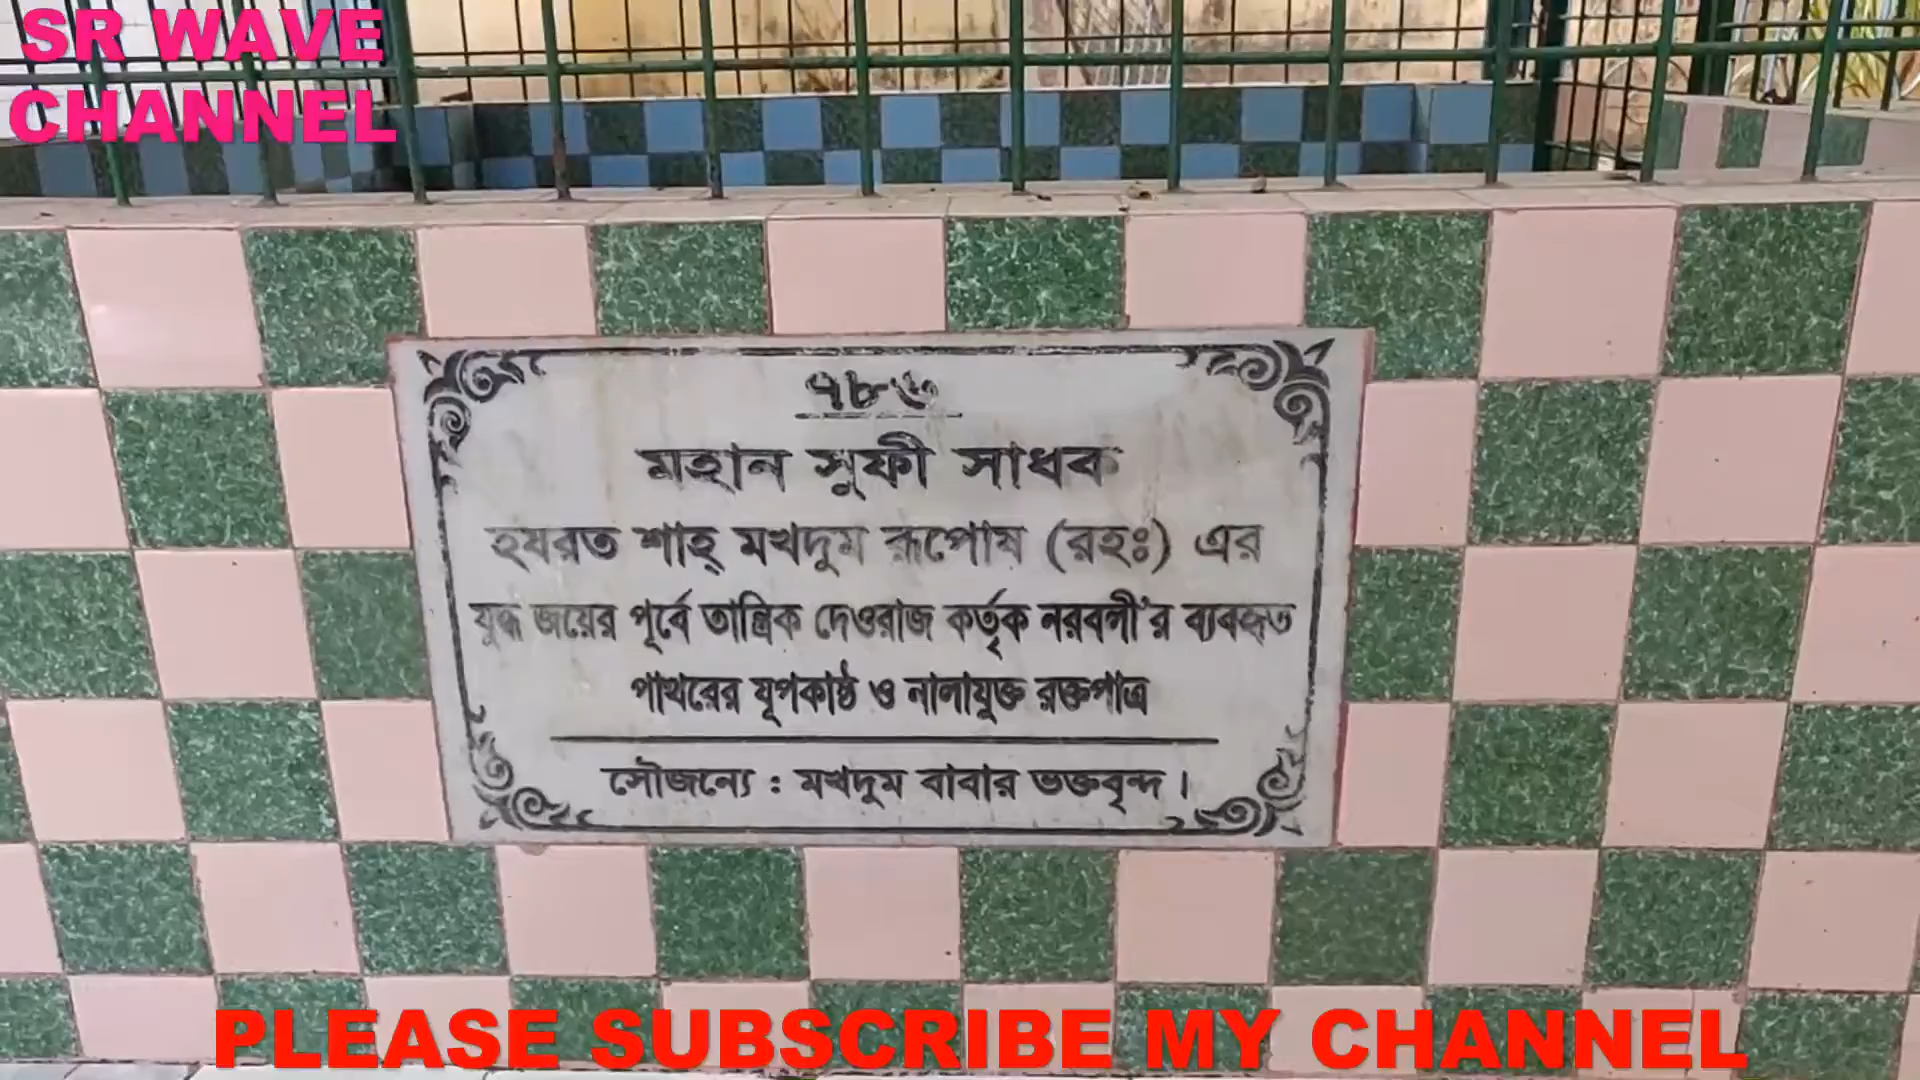 SR WAVE
CHANNEL
৭৮৬
মহান সুফী সাধক
হযরত শাহ্ মখদুম রূপোষ (রহঃ) এর
যুদ্ধ জয়ের পূর্বে তান্ত্রিক দেওরাজ কর্তৃক নরবলী'র ব্যবহৃত
পাথরের যূপকাষ্ঠ ও নালাযুক্ত রক্তপাত্র
সৌজন্যে : মখদুম বাবার ভক্তবৃন্দ ।
PLEASE SUBSCRIBE MY CHANNEL